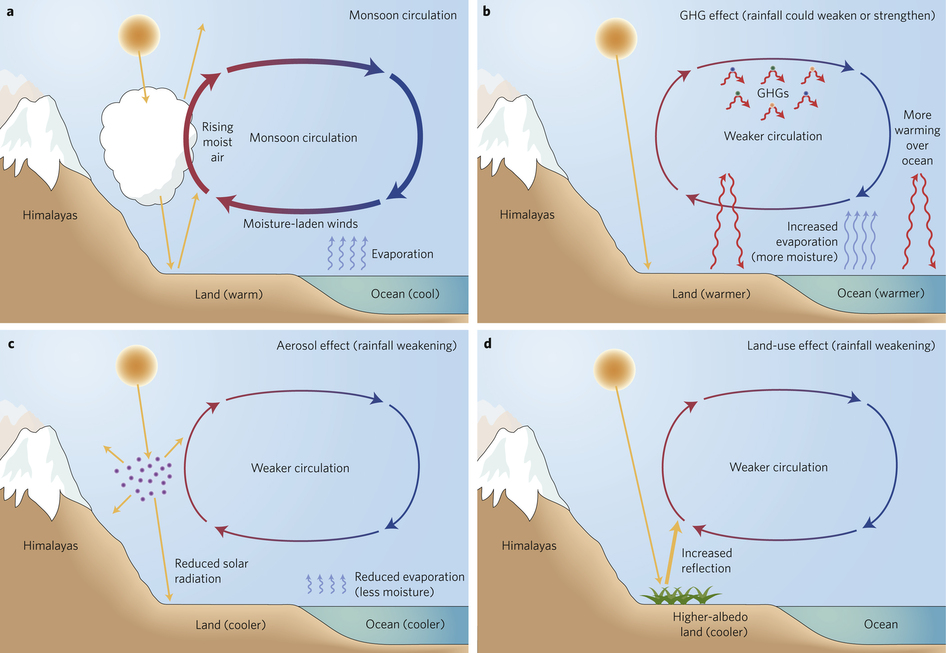 a
Monsoon circulation
Rising
moist
air
Monsoon circulation
Himalayas
Moisture-laden winds
Evaporation
Land (warm)
Ocean (cool)
b
GHG effect (rainfall could weaken or strengthen)
GHGs
Weaker circulation
More
warming
over
ocean
Himalayas
Increased
evaporation
(more moisture)
Land (warmer)
Ocean (warmer)
c
Aerosol effect (rainfall weakening)
Weaker circulation
Himalayas
Reduced solar
radiation
Reduced evaporation
(less moisture)
Land (cooler)
Ocean (cooler)
d
Land-use effect (rainfall weakening)
Weaker circulation
Himalayas
Increased
reflection
Higher-albedo
land (cooler)
Ocean